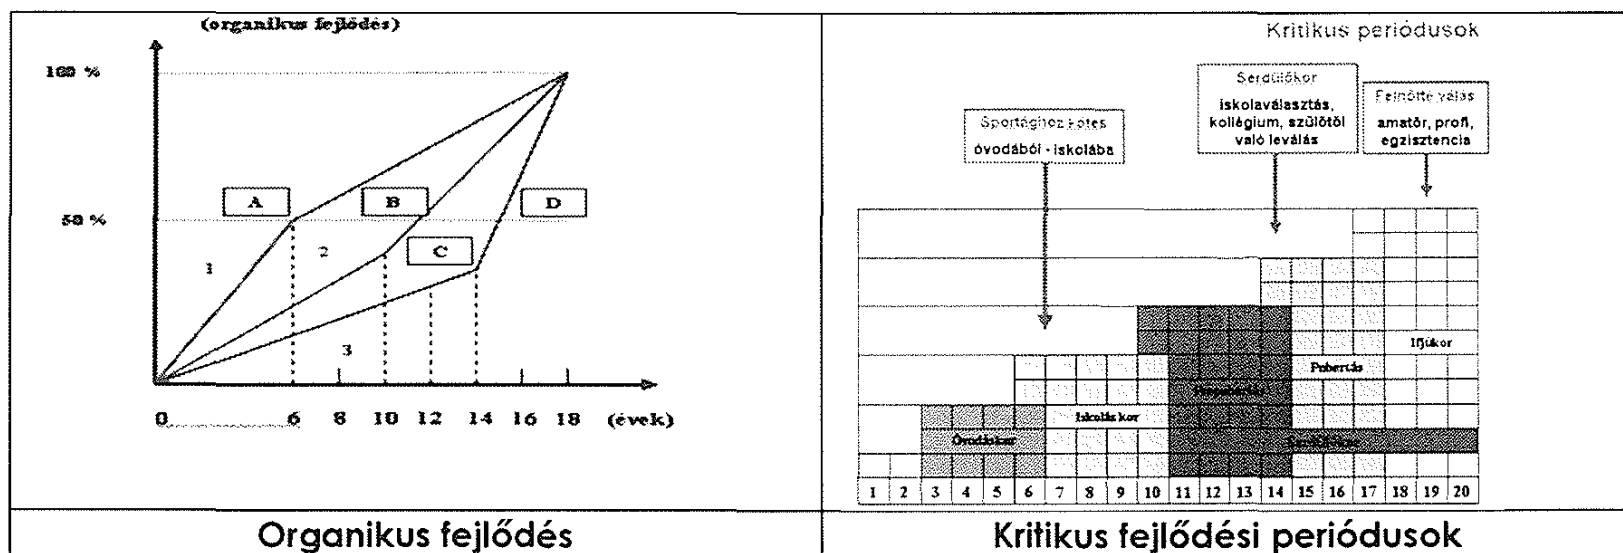 (organikus fejlődés)
100 %
50 %
A
B
C
D
1
2
3
0 6 8 10 12 14 16 18 (évek)
Organikus fejlődés
Kritikus periódusok
Sportághoz kötés
óvodából - iskolába
Serdülőkor
iskolaválasztás,
kollégium, szülőtől
való leválás
Felnőtté válás
amatőr, profi,
egzisztencia
Ifjúkor
Pubertás
Iskolás kor
Óvodáskor
1 2 3 4 5 6 7 8 9 10 11 12 13 14 15 16 17 18 19 20
Kritikus fejlődési periódusok